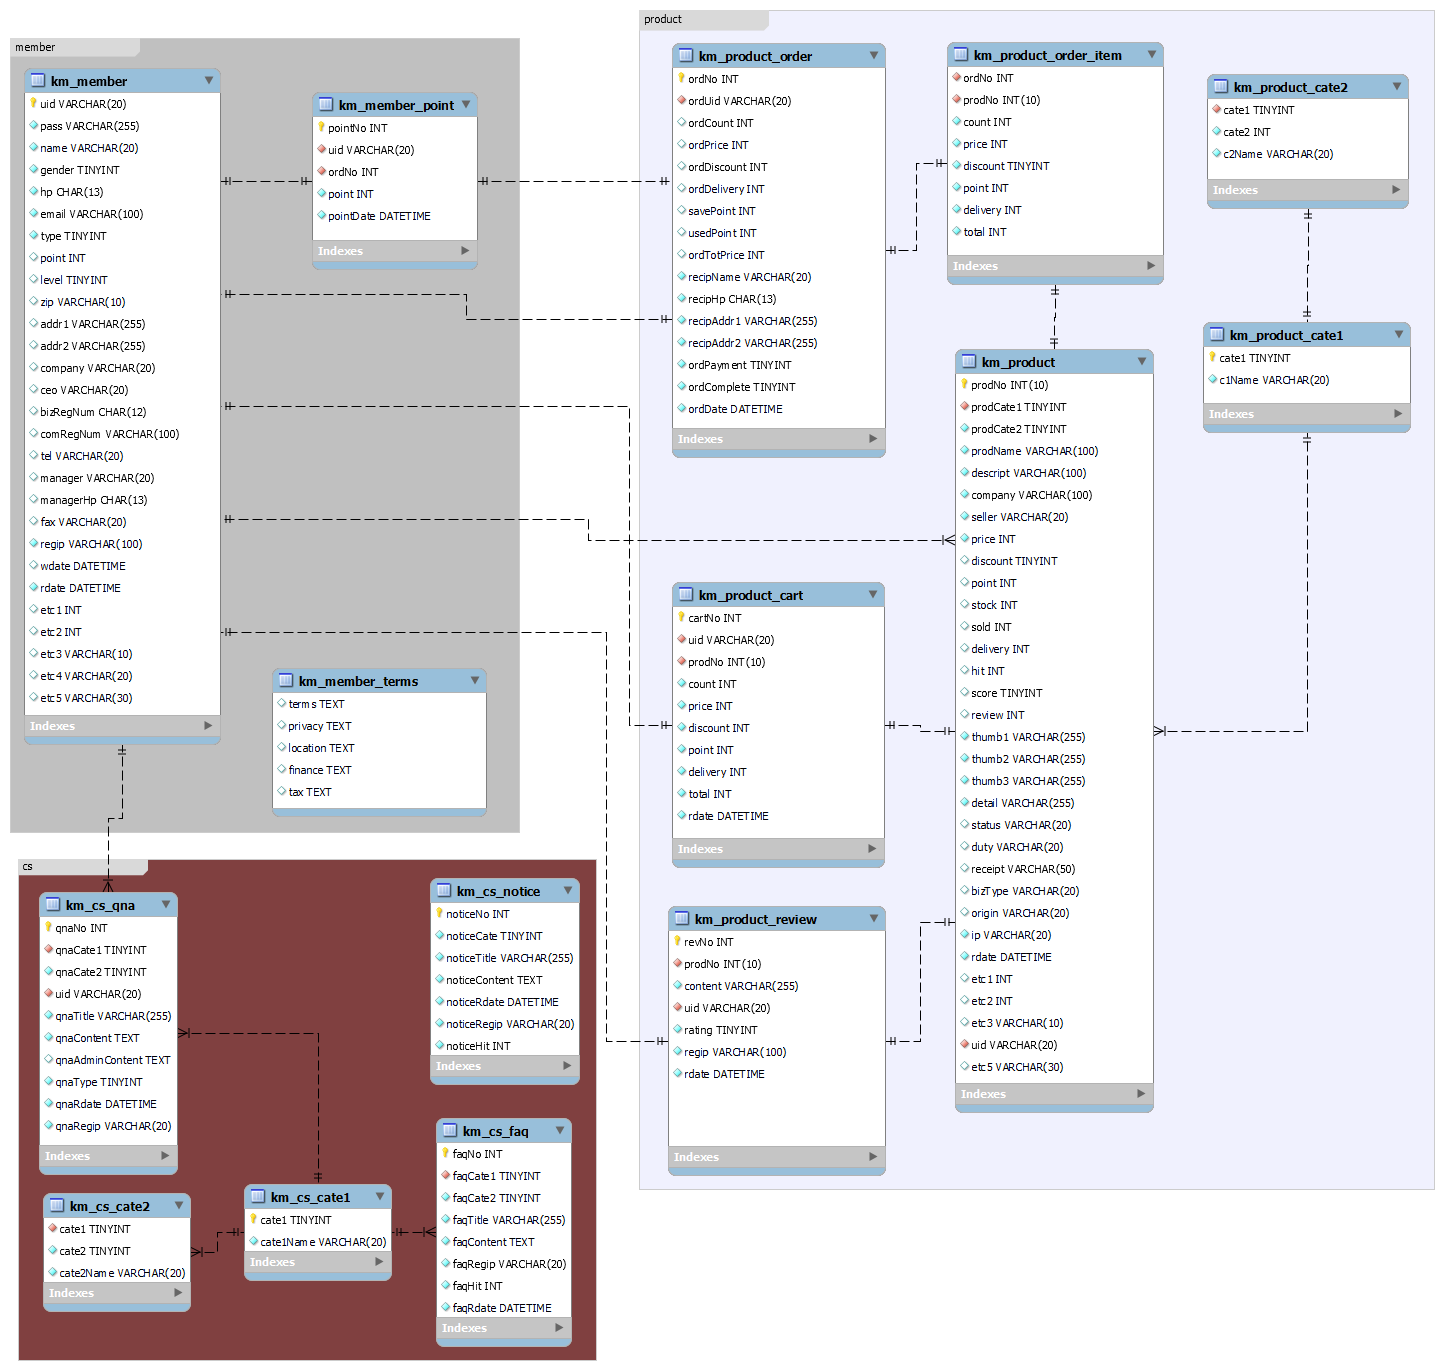 member
km_member
uid VARCHAR(20)
pass VARCHAR(255)
name VARCHAR(20)
gender TINYINT
hp CHAR(13)
email VARCHAR(100)
type TINYINT
point INT
level TINYINT
zip VARCHAR(10)
addr1 VARCHAR(255)
addr2 VARCHAR(255)
company VARCHAR(20)
ceo VARCHAR(20)
bizRegNum CHAR(12)
comRegNum VARCHAR(100)
tel VARCHAR(20)
manager VARCHAR(20)
managerHp CHAR(13)
fax VARCHAR(20)
regip VARCHAR(100)
wdate DATETIME
rdate DATETIME
etc1 INT
etc2 INT
etc3 VARCHAR(10)
etc4 VARCHAR(20)
etc5 VARCHAR(30)
Indexes
km_member_point
pointNo INT
uid VARCHAR(20)
ordNo INT
point INT
pointDate DATETIME
Indexes
km_member_terms
terms TEXT
privacy TEXT
location TEXT
finance TEXT
tax TEXT
product
km_product_order
ordNo INT
ordUid VARCHAR(20)
ordCount INT
ordPrice INT
ordDiscount INT
ordDelivery INT
savePoint INT
usedPoint INT
ordTotPrice INT
recipName VARCHAR(20)
recipHp CHAR(13)
recipAddr1 VARCHAR(255)
recipAddr2 VARCHAR(255)
ordPayment TINYINT
ordComplete TINYINT
ordDate DATETIME
Indexes
km_product_order_item
ordNo INT
prodNo INT(10)
count INT
price INT
discount TINYINT
point INT
delivery INT
total INT
Indexes
km_product_cate2
cate1 TINYINT
cate2 INT
c2Name VARCHAR(20)
Indexes
km_product_cate1
cate1 TINYINT
c1Name VARCHAR(20)
Indexes
km_product
prodNo INT(10)
prodCate1 TINYINT
prodCate2 TINYINT
prodName VARCHAR(100)
descript VARCHAR(100)
company VARCHAR(100)
seller VARCHAR(20)
price INT
discount TINYINT
point INT
stock INT
sold INT
delivery INT
hit INT
score TINYINT
review INT
thumb1 VARCHAR(255)
thumb2 VARCHAR(255)
thumb3 VARCHAR(255)
detail VARCHAR(255)
status VARCHAR(20)
duty VARCHAR(20)
receipt VARCHAR(50)
bizType VARCHAR(20)
origin VARCHAR(20)
ip VARCHAR(20)
rdate DATETIME
etc1 INT
etc2 INT
etc3 VARCHAR(10)
uid VARCHAR(20)
etc5 VARCHAR(30)
Indexes
km_product_cart
cartNo INT
uid VARCHAR(20)
prodNo INT(10)
count INT
price INT
discount INT
point INT
delivery INT
total INT
rdate DATETIME
Indexes
km_product_review
revNo INT
prodNo INT(10)
content VARCHAR(255)
uid VARCHAR(20)
rating TINYINT
regip VARCHAR(100)
rdate DATETIME
Indexes
cs
km_cs_qna
qnaNo INT
qnaCate1 TINYINT
qnaCate2 TINYINT
uid VARCHAR(20)
qnaTitle VARCHAR(255)
qnaContent TEXT
qnaAdminContent TEXT
qnaType TINYINT
qnaRdate DATETIME
qnaRegip VARCHAR(20)
Indexes
km_cs_notice
noticeNo INT
noticeCate TINYINT
noticeTitle VARCHAR(255)
noticeContent TEXT
noticeRdate DATETIME
noticeRegip VARCHAR(20)
noticeHit INT
Indexes
km_cs_faq
faqNo INT
faqCate1 TINYINT
faqCate2 TINYINT
faqTitle VARCHAR(255)
faqContent TEXT
faqRegip VARCHAR(20)
faqHit INT
faqRdate DATETIME
Indexes
km_cs_cate1
cate1 TINYINT
cate1Name VARCHAR(20)
Indexes
km_cs_cate2
cate1 TINYINT
cate2 TINYINT
cate2Name VARCHAR(20)
Indexes